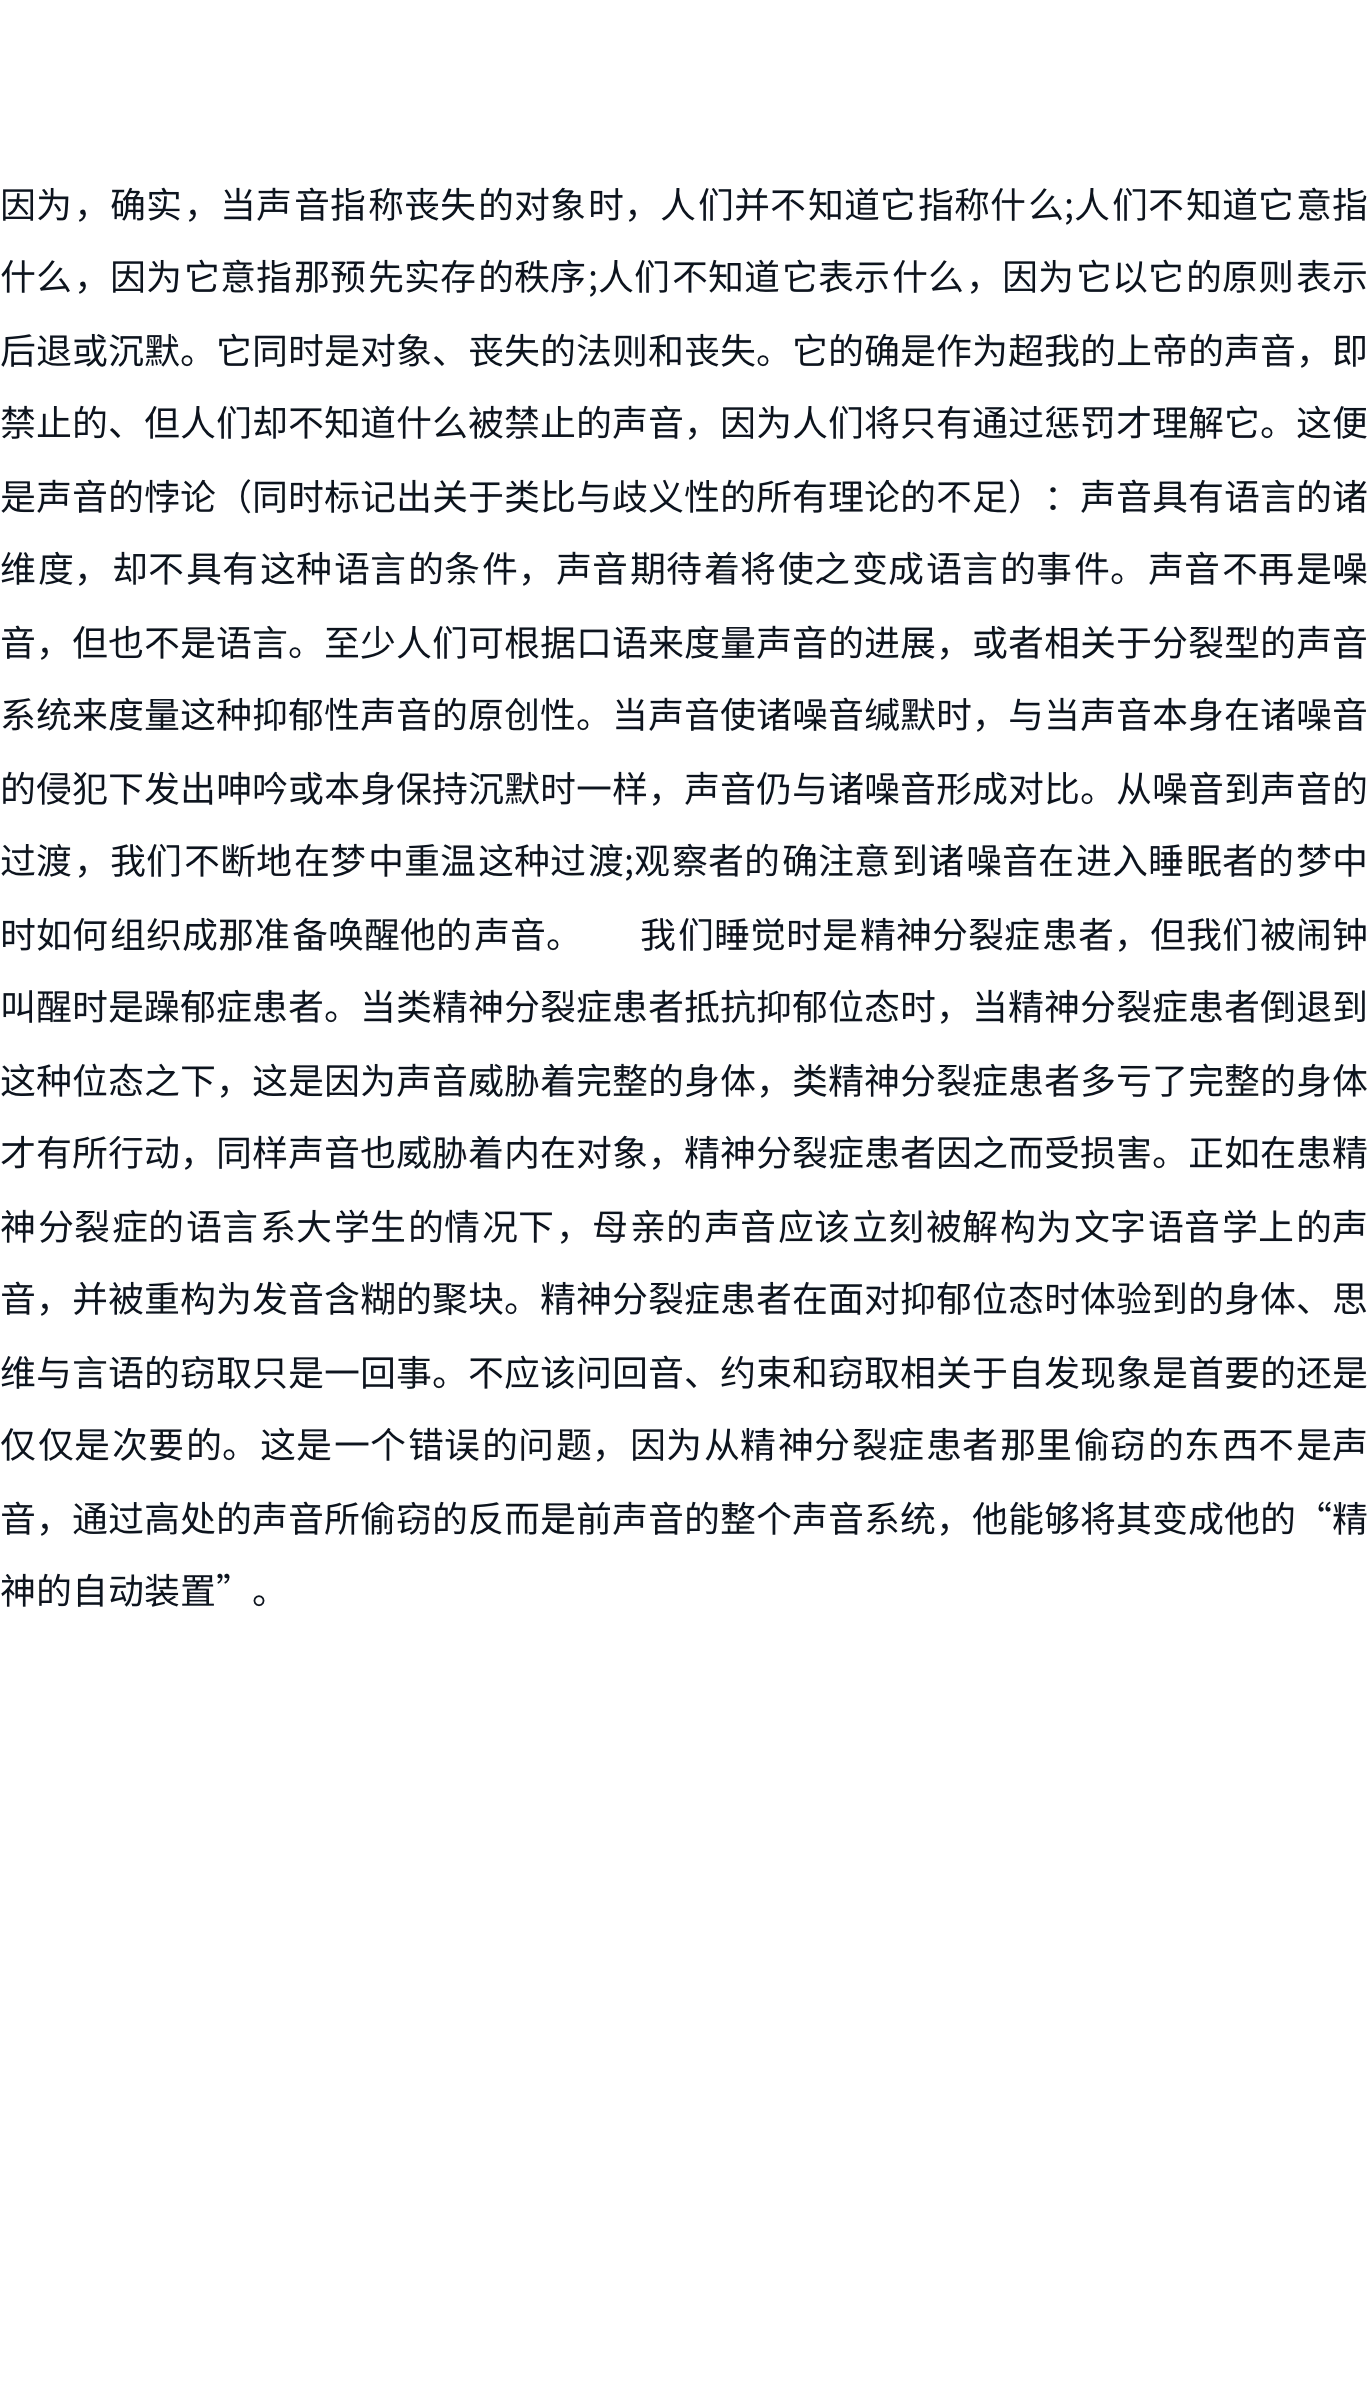 因为，确实，当声音指称丧失的对象时，人们并不知道它指称什么;人们不知道它意指
什么，因为它意指那预先实存的秩序;人们不知道它表示什么，因为它以它的原则表示
后退或沉默。它同时是对象、丧失的法则和丧失。它的确是作为超我的上帝的声音，即
禁止的、但人们却不知道什么被禁止的声音，因为人们将只有通过惩罚才理解它。这便
是声音的悖论（同时标记出关于类比与歧义性的所有理论的不足）：声音具有语言的诸
维度，却不具有这种语言的条件，声音期待着将使之变成语言的事件。声音不再是噪
音，但也不是语言。至少人们可根据口语来度量声音的进展，或者相关于分裂型的声音
系统来度量这种抑郁性声音的原创性。当声音使诸噪音缄默时，与当声音本身在诸噪音
的侵犯下发出呻吟或本身保持沉默时一样，声音仍与诸噪音形成对比。从噪音到声音的
过渡，我们不断地在梦中重温这种过渡;观察者的确注意到诸噪音在进入睡眠者的梦中
时如何组织成那准备唤醒他的声音。　　我们睡觉时是精神分裂症患者，但我们被闹钟
叫醒时是躁郁症患者。当类精神分裂症患者抵抗抑郁位态时，当精神分裂症患者倒退到
这种位态之下，这是因为声音威胁着完整的身体，类精神分裂症患者多亏了完整的身体
才有所行动，同样声音也威胁着内在对象，精神分裂症患者因之而受损害。正如在患精
神分裂症的语言系大学生的情况下，母亲的声音应该立刻被解构为文字语音学上的声
音，并被重构为发音含糊的聚块。精神分裂症患者在面对抑郁位态时体验到的身体、思
维与言语的窃取只是一回事。不应该问回音、约束和窃取相关于自发现象是首要的还是
仅仅是次要的。这是一个错误的问题，因为从精神分裂症患者那里偷窃的东西不是声
音，通过高处的声音所偷窃的反而是前声音的整个声音系统，他能够将其变成他的“精
神的自动装置”。